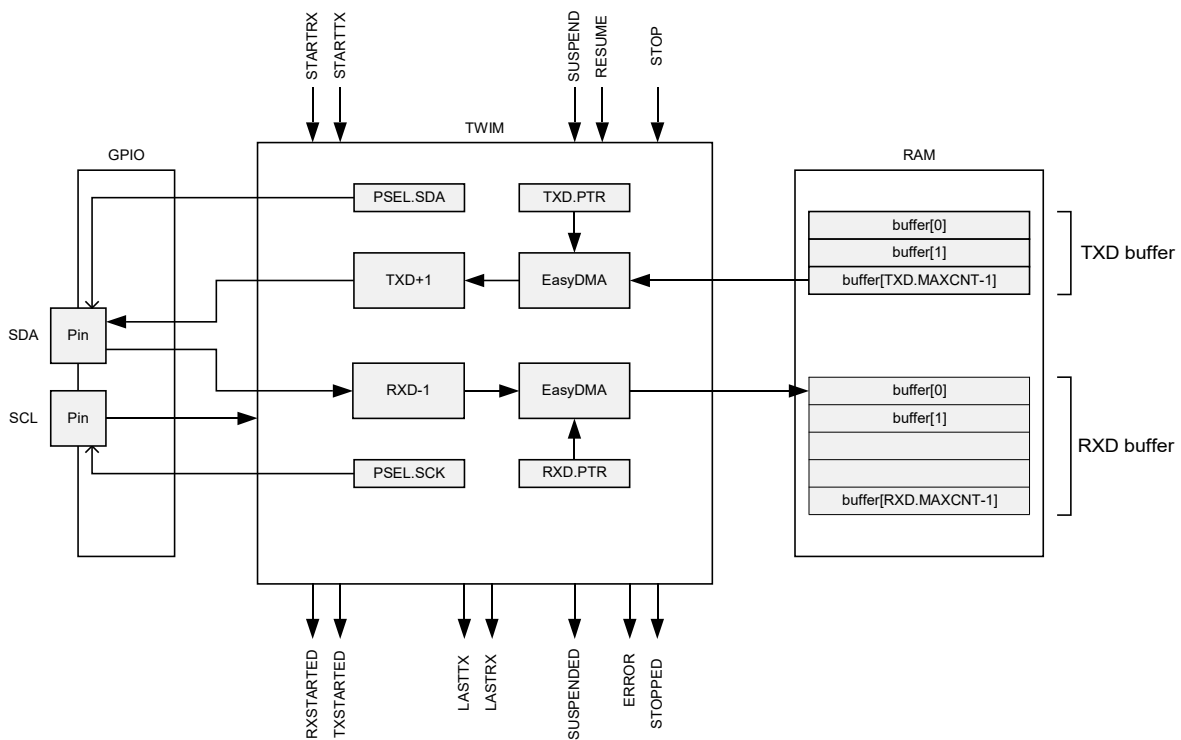 STARTRX
STARTTX
SUSPEND
RESUME
STOP
TWIM
GPIO
RAM
PSEL.SDA
TXD.PTR
buffer[0]
buffer[1]
buffer[TXD.MAXCNT-1]
TXD buffer
TXD+1
EasyDMA
SDA
Pin
RXD-1
EasyDMA
buffer[0]
buffer[1]
buffer[RXD.MAXCNT-1]
RXD buffer
SCL
Pin
PSEL.SCK
RXD.PTR
RXSTARTED
TXSTARTED
LASTTX
LASTRX
SUSPENDED
ERROR
STOPPED